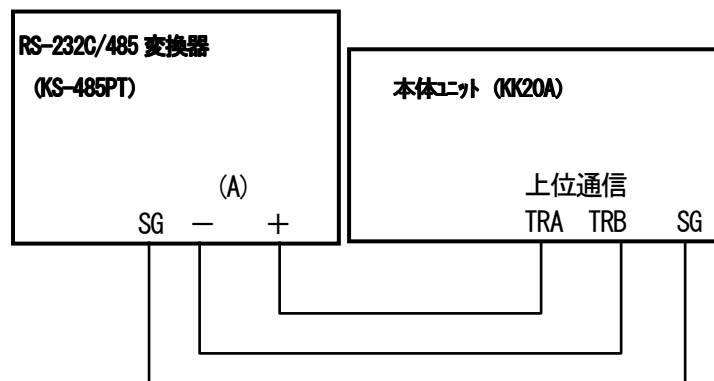 RS-232C/485 変換器
(KS-485PT)
(A)
SG － ＋
本体ﾕﾆｯﾄ (KK20A)
上位通信
TRA TRB SG